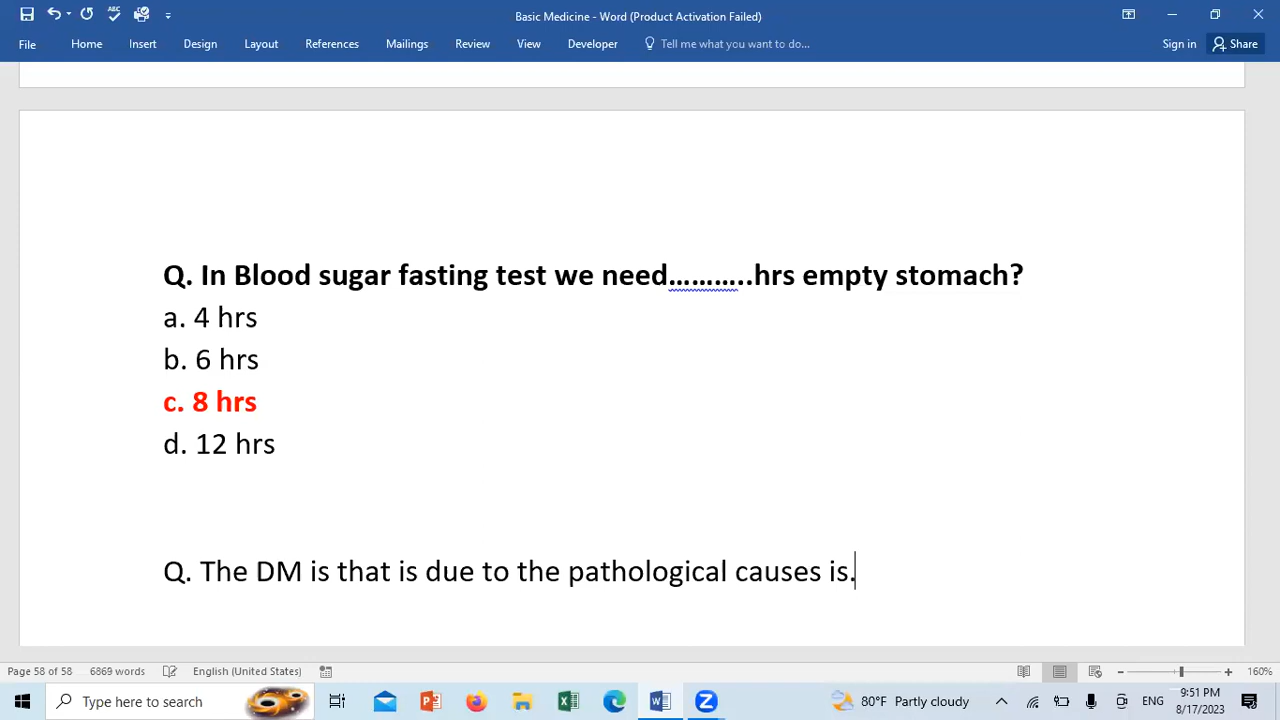 Basic Medicine - Word (Product Activation Failed)
File Home Insert Design Layout References Mailings Review View Developer Tell me what you want to do... Sign in Share
Q. In Blood sugar fasting test we need………..hrs empty stomach?
a. 4 hrs
b. 6 hrs
c. 8 hrs
d. 12 hrs
Q. The DM is that is due to the pathological causes is.
Page 58 of 58 6869 words English (United States) 160%
Type here to search 80°F Partly cloudy ENG 9:51 PM
8/17/2023